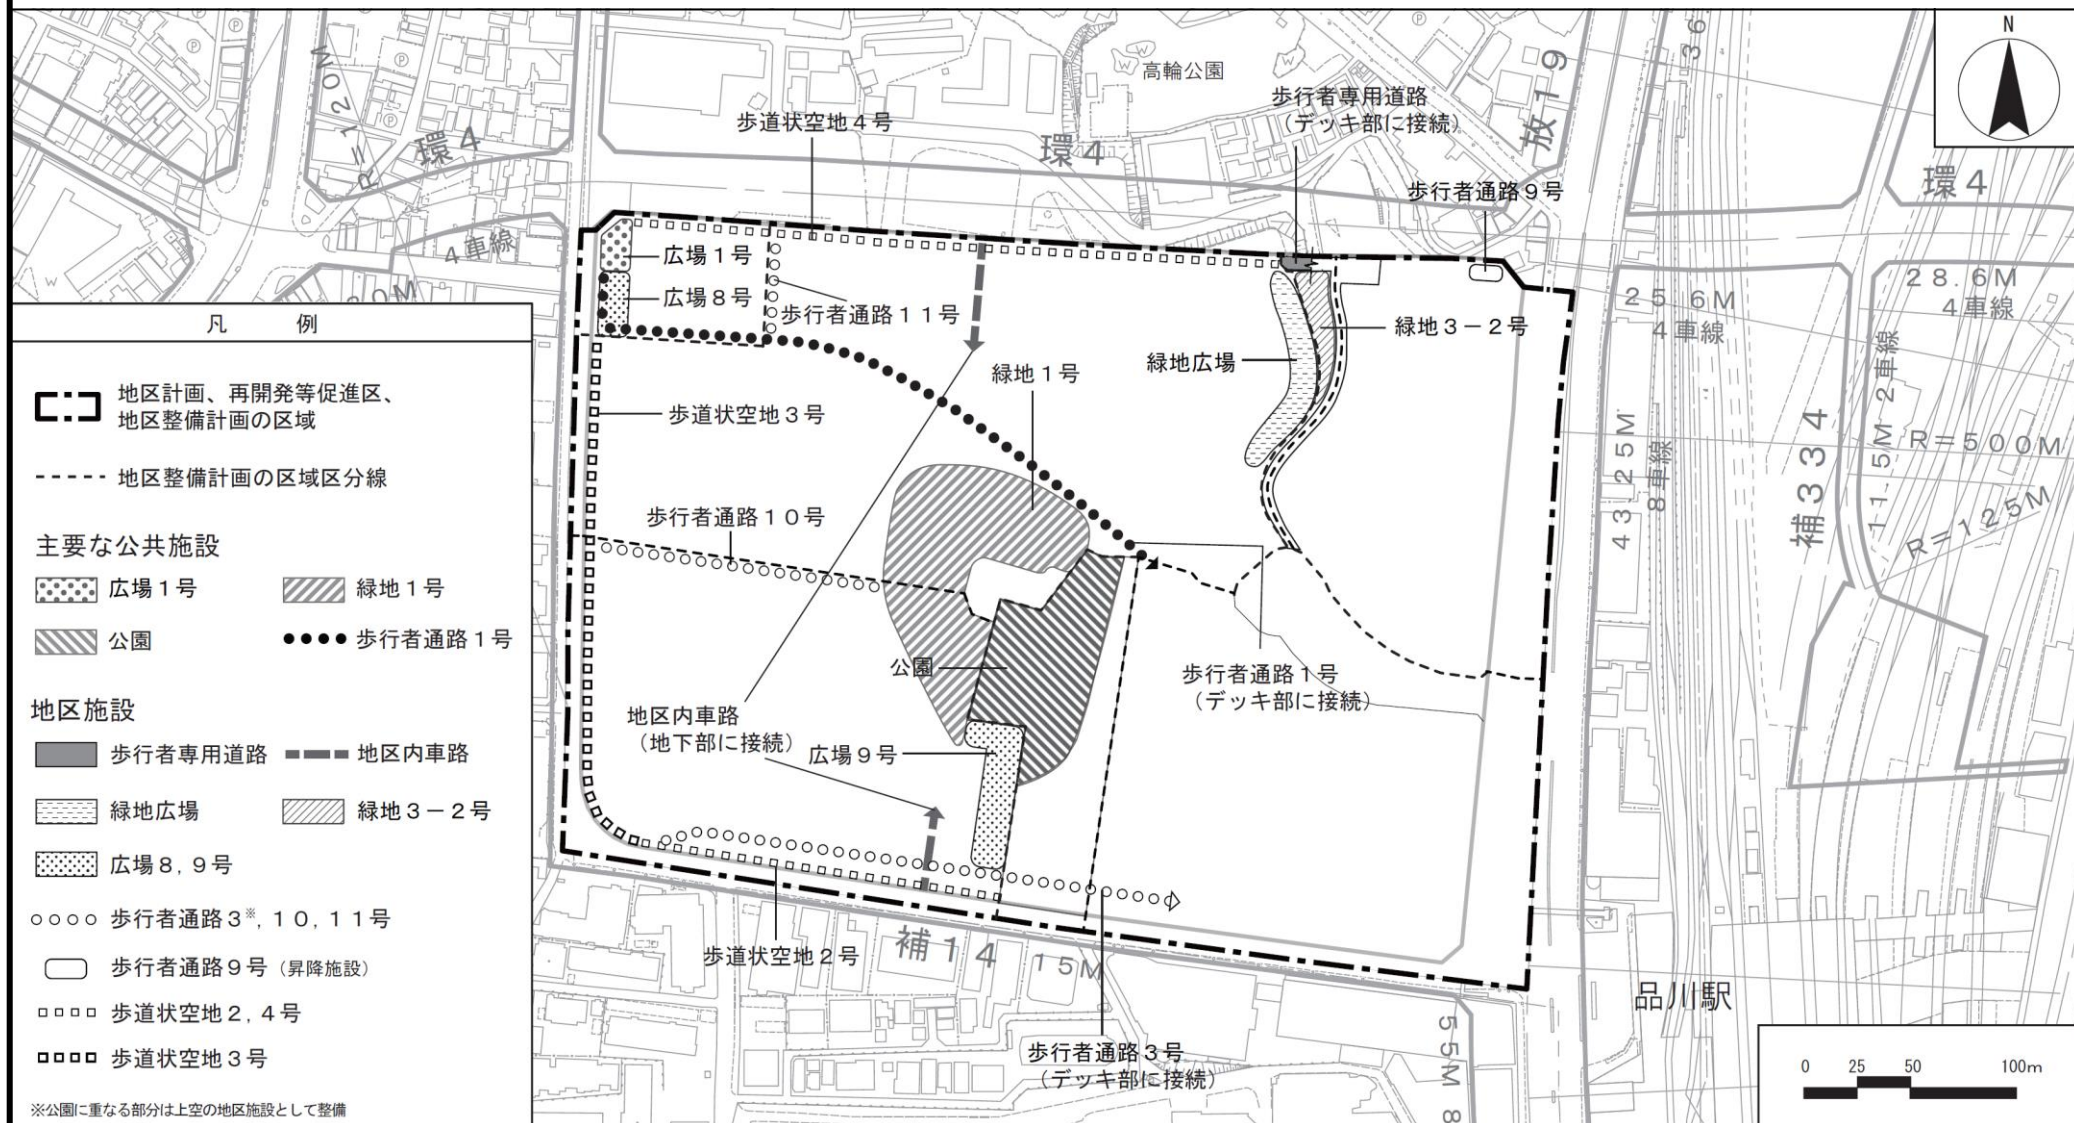 N
高輪公園
歩行者専用道路
（デッキ部に接続）
歩道状空地４号
環４
環４
放１９
36
R＝１２０M
４車線
環４
歩行者通路９号
広場１号
広場８号
歩行者通路１１号
緑地３－２号
緑地広場
緑地１号
歩道状空地３号
歩行者通路１０号
２５．６M
４車線
２８．６M
４車線
４３．２５M
８車線
補３３４
１１．５M ２車線
R＝５００M
R＝１２５M
公園
歩行者通路１号
（デッキ部に接続）
地区内車路
（地下部に接続）
広場９号
歩道状空地２号
補１４ １５M
歩行者通路３号
（デッキ部に接続）
５５M ８
品川駅
0 25 50 100m
凡 例
地区計画、再開発等促進区、
地区整備計画の区域
地区整備計画の区域区分線
主要な公共施設
広場１号 緑地１号
公園 歩行者通路１号
地区施設
歩行者専用道路 地区内車路
緑地広場 緑地３－２号
広場８，９号
歩行者通路３※，１０，１１号
歩行者通路９号（昇降施設）
歩道状空地２，４号
歩道状空地３号
※公園に重なる部分は上空の地区施設として整備